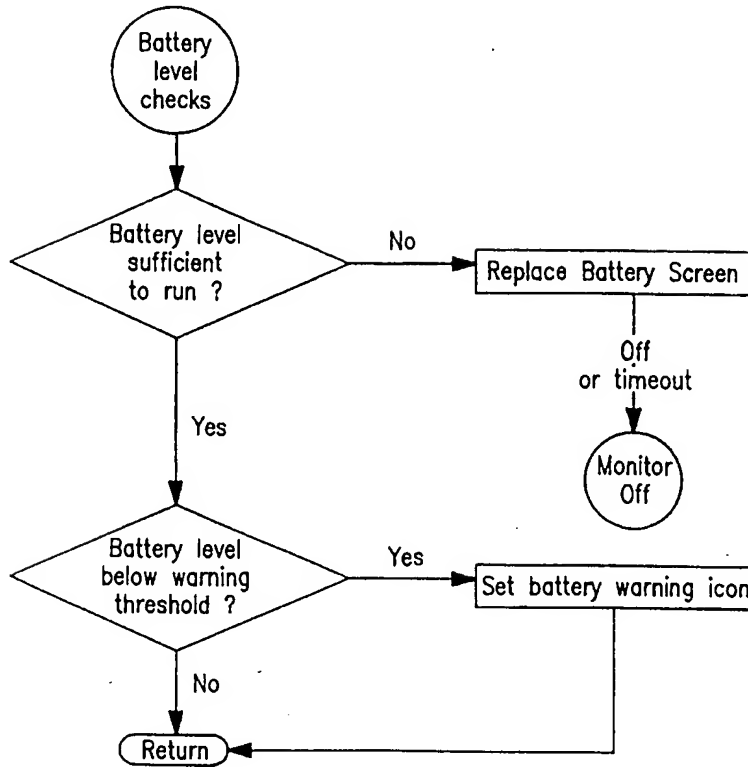 Battery
level
checks
Battery level
sufficient
to run ?
No
Replace Battery Screen
Off
or timeout
Monitor
Off
Yes
Battery level
below warning
threshold ?
Yes
Set battery warning icon
No
Return